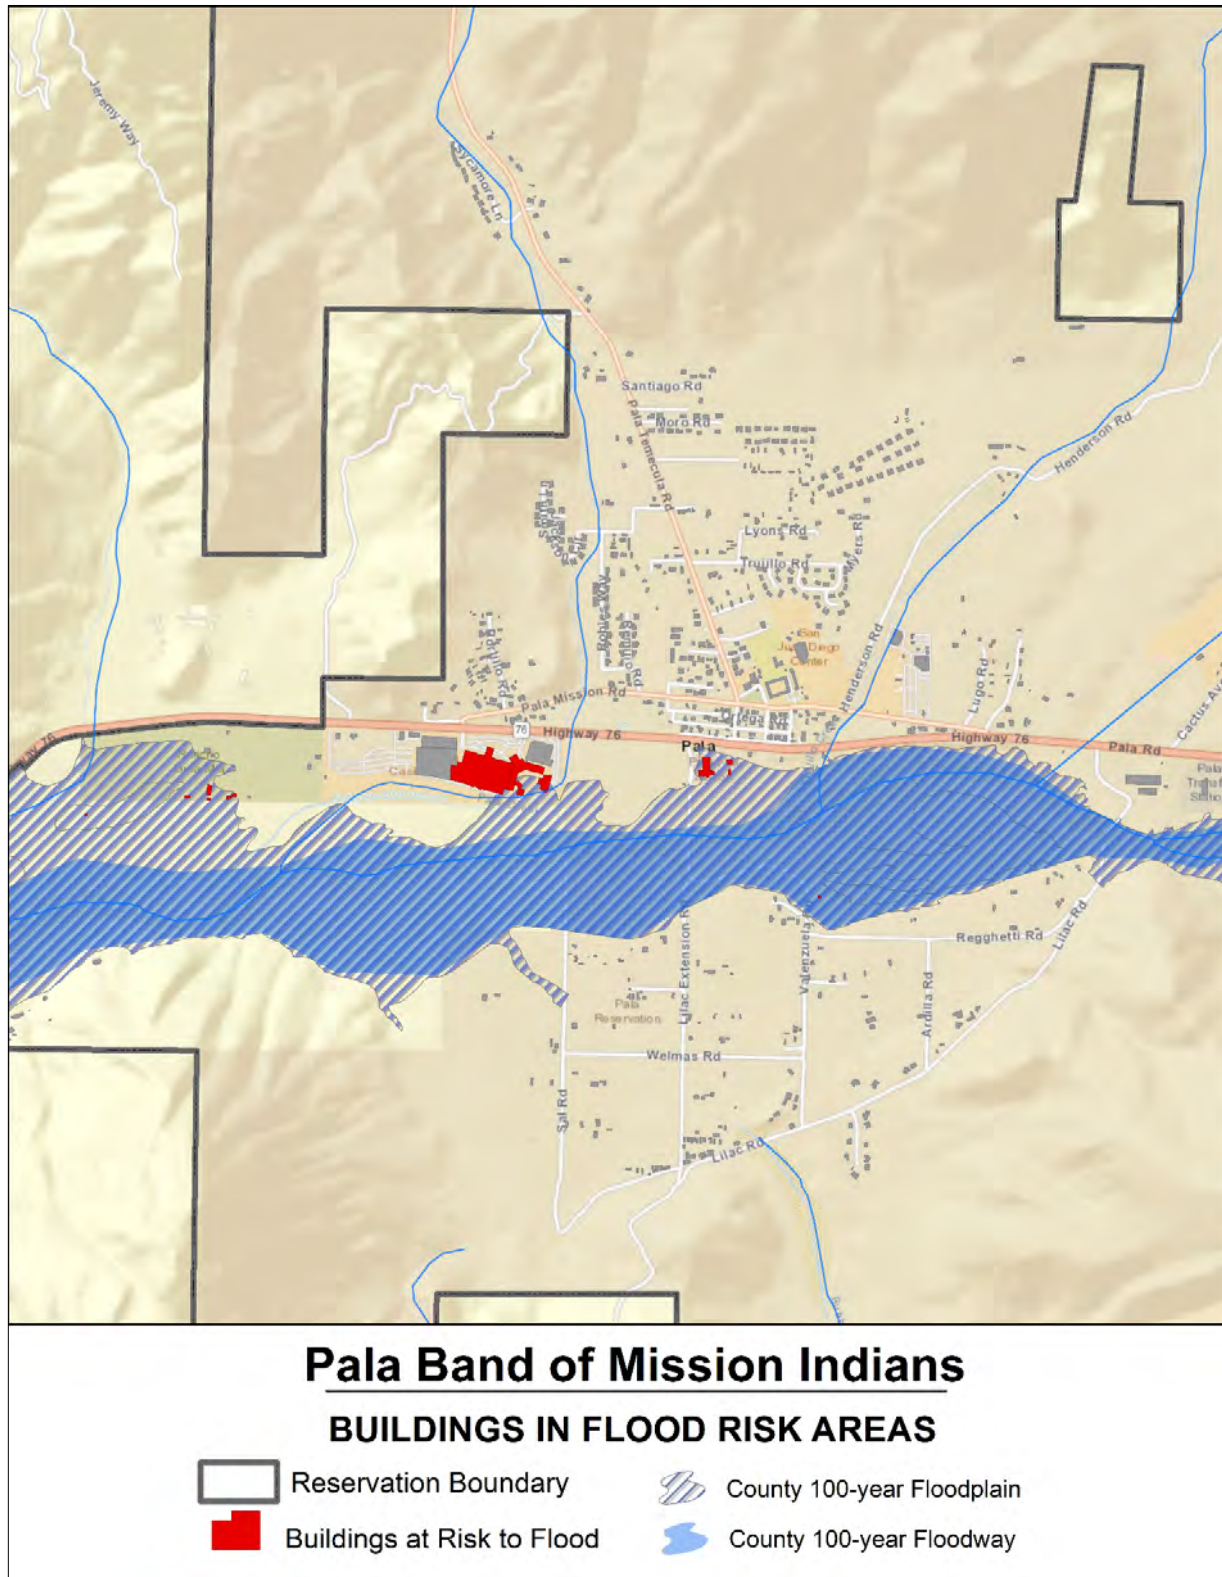 Jeremy Way
Sycamore Ln
Santiago Rd
Moro Rd
Pala Temecula Rd
Henderson Rd
Lyons Rd
Trujillo Rd
Myers Rd
Robles Way
San
Juan Diego
Center
Henderson Rd
Lugo Rd
Cactus Ave
Pala Mission Rd
Ortega
76
Highway 76
Highway 76
Pala Rd
Pala
Pala
Reservation
Lilac Extension Rd
Valenzuela Rd
Regghetti Rd
Lilac Rd
Ardilla Rd
Welmas Rd
Sal Rd
Lilac Rd
Pala Band of Mission Indians
BUILDINGS IN FLOOD RISK AREAS
Reservation Boundary
County 100-year Floodplain
Buildings at Risk to Flood
County 100-year Floodway